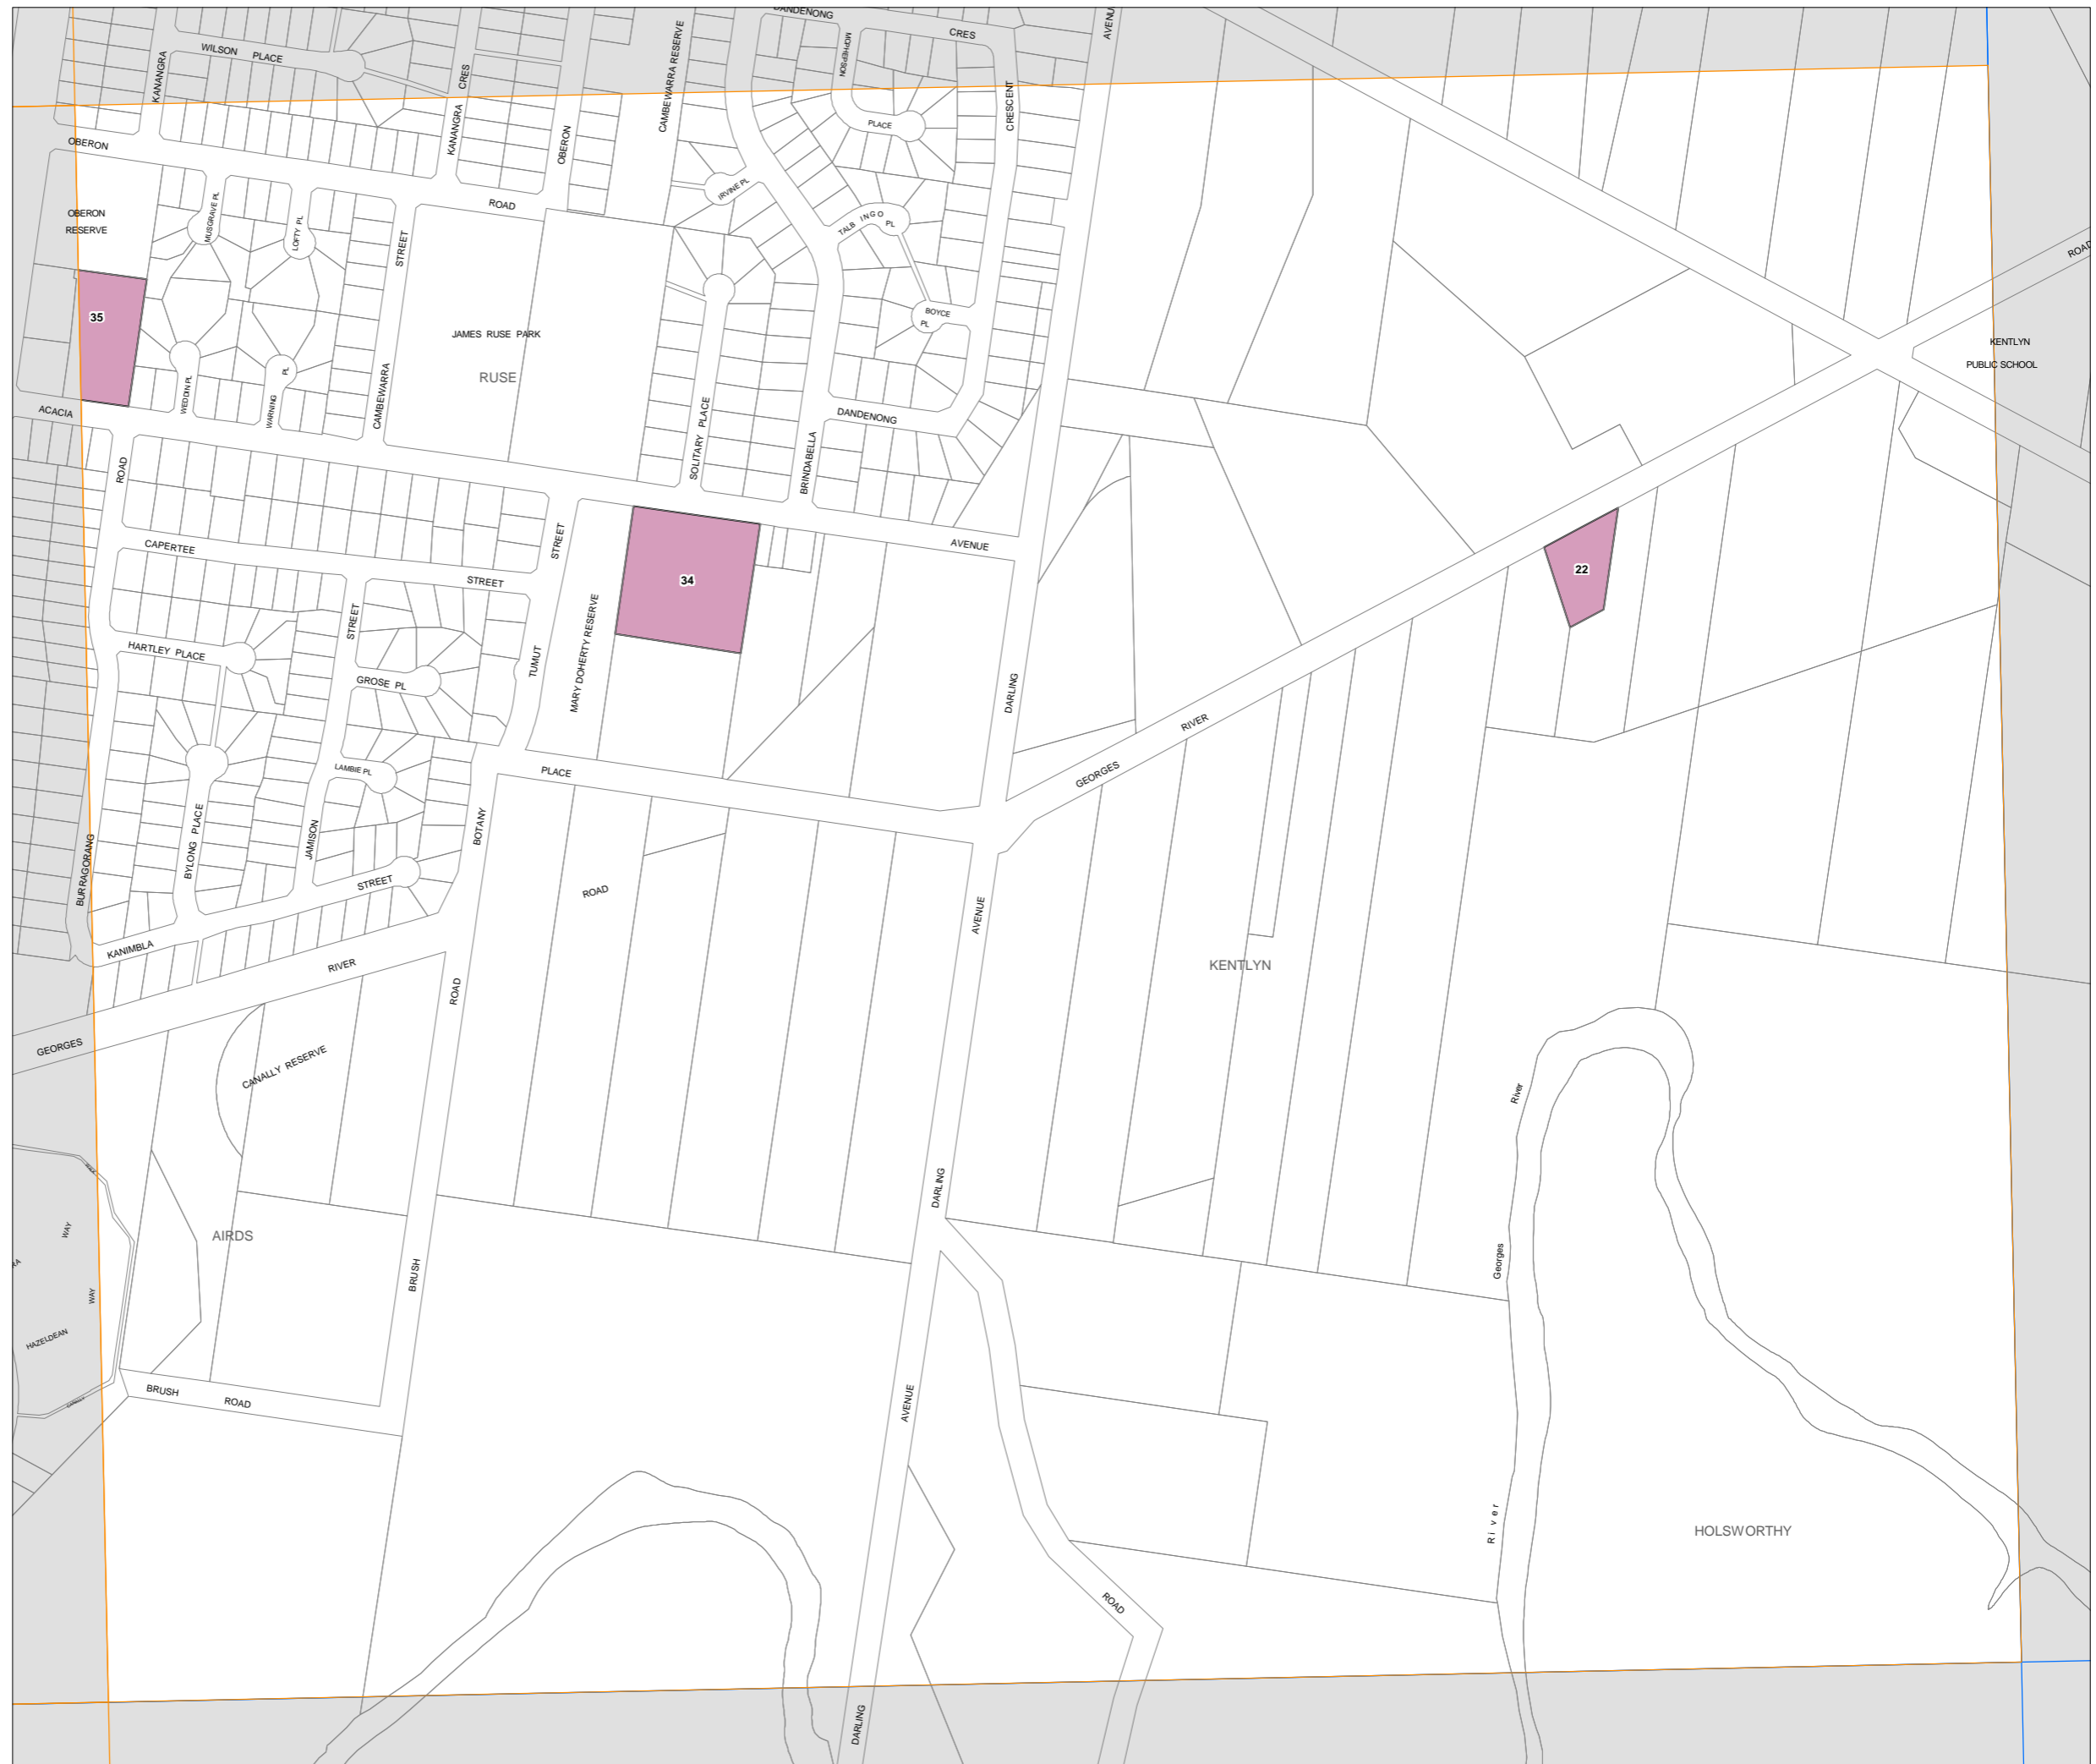 DANDENONG
CRES
AVENU
WILSON PLACE
KANANGRA
CRES
CAMBEWARRA RESERVE
MCPHERSON
PLACE
CRESCENT
OBERON
KANANGRA
OBERON
OBERON
RESERVE
MUSGRAVE PL
LOFTY PL
STREET
ROAD
IRVINE PL
TALBINGO
PL
ROAD
35
JAMES RUSE PARK
RUSE
BOYCE
PL
KENTLYN
PUBLIC SCHOOL
WEDDIN PL
WARNING
PL
CAMBEWARRA
ACACIA
SOLITARY PLACE
BRINDABELLA
DANDENONG
ROAD
CAPERTEE
STREET
STREET
AVENUE
34
22
STREET
HARTLEY PLACE
GROSE PL
TUMUT
MARY DOHERTY RESERVE
DARLING
RIVER
GEORGES
LAMBIE PL
PLACE
BYLONG PLACE
JAMISON
BOTANY
BURRAGORANG
STREET
ROAD
AVENUE
KANIMBLA
RIVER
ROAD
KENTLYN
GEORGES
CANALLY RESERVE
River
DARLING
WAY
AIRDS
Georges
BRUSH
WAY
HAZELDEAN
BRUSH
ROAD
AVENUE
River
HOLSWORTHY
ROAD
DARLING